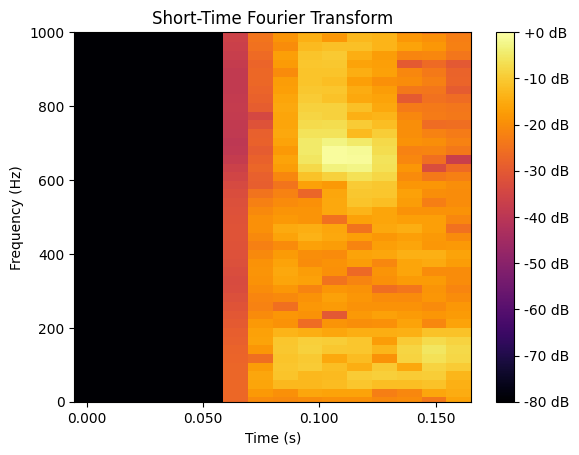 Short-Time Fourier Transform
Frequency (Hz)
1000
800
600
400
200
0
0.000
0.050
0.100
0.150
Time (s)
+0 dB
-10 dB
-20 dB
-30 dB
-40 dB
-50 dB
-60 dB
-70 dB
-80 dB